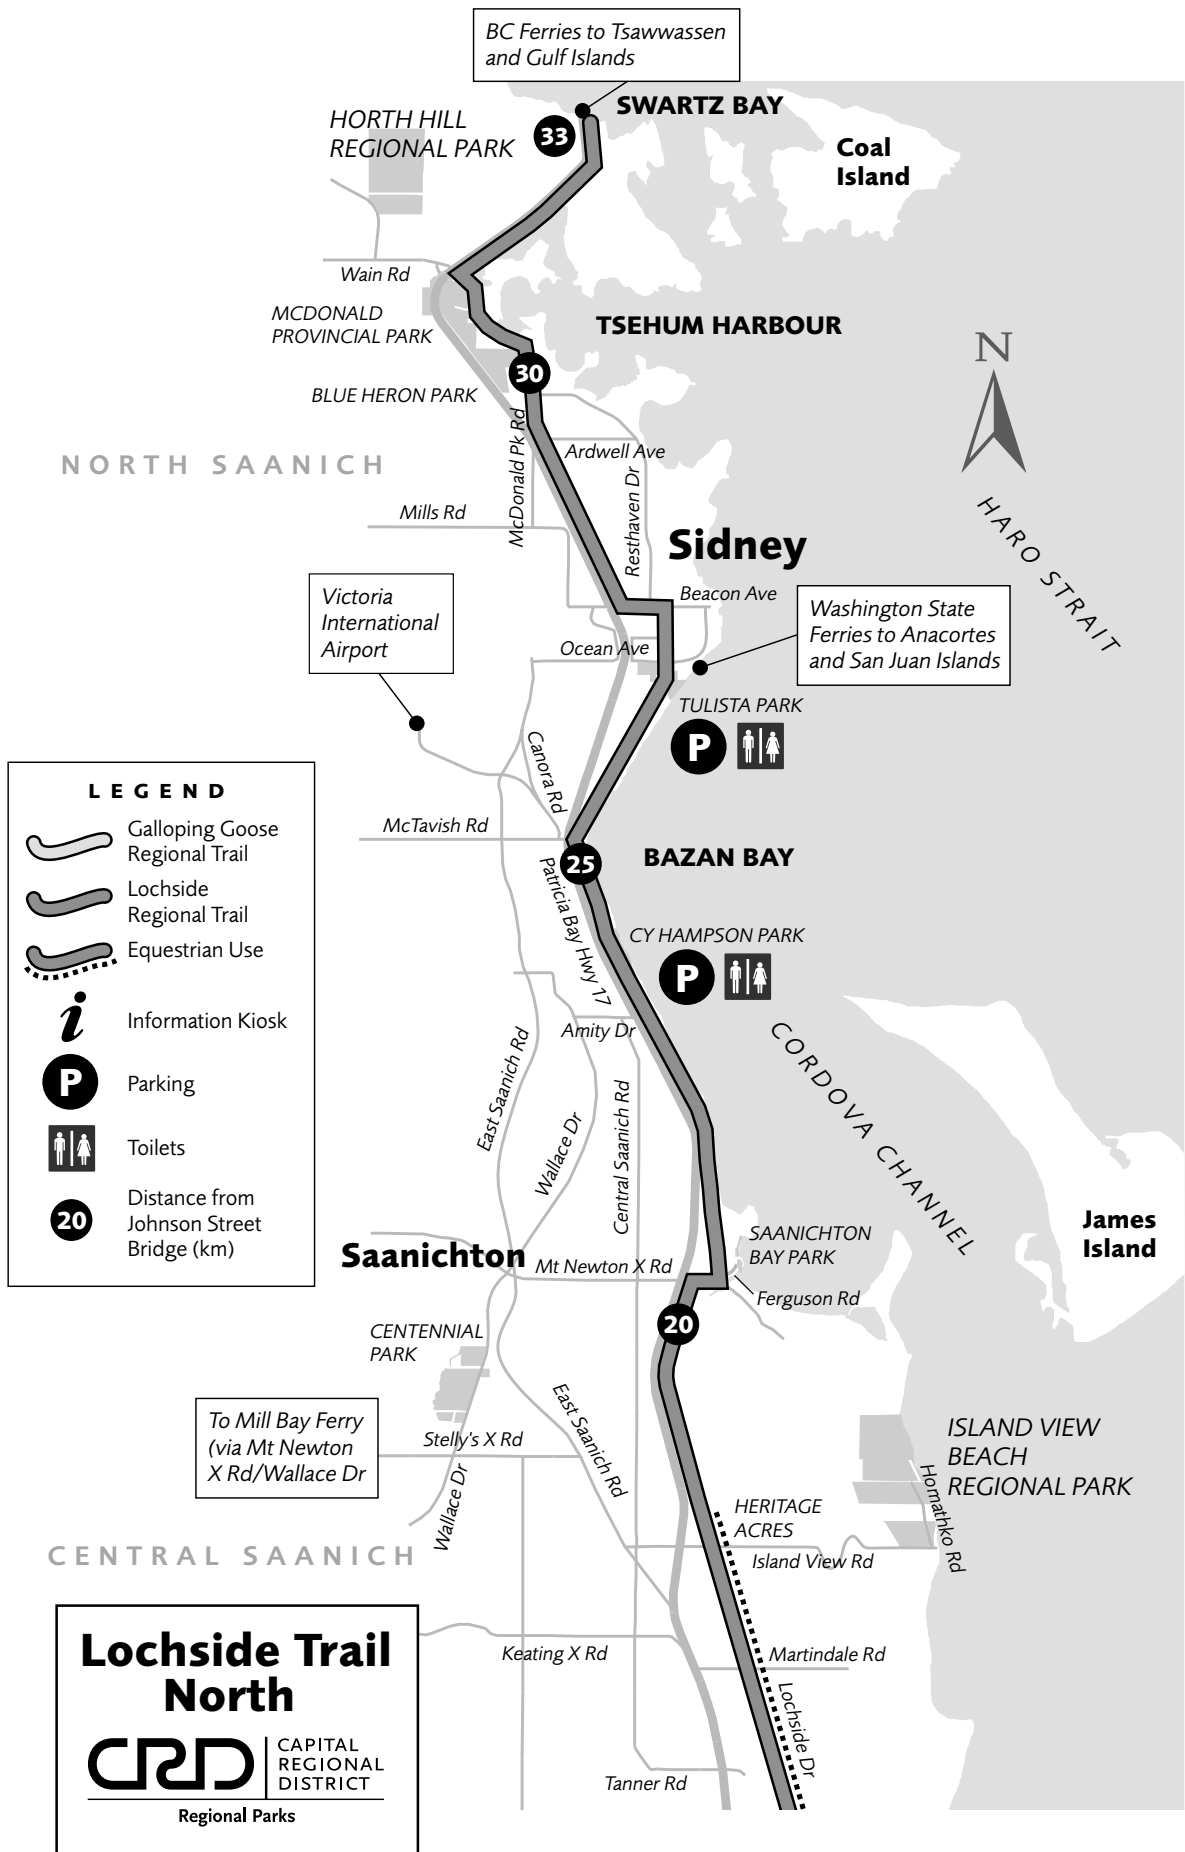 BC Ferries to Tsawwassen
and Gulf Islands
SWARTZ BAY
33
HORTH HILL
REGIONAL PARK
Coal
Island
Wain Rd
MCDONALD
PROVINCIAL PARK
TSEHUM HARBOUR
N
30
BLUE HERON PARK
McDonald Pk Rd
Ardwell Ave
NORTH SAANICH
Resthaven Dr
Mills Rd
HARO STRAIT
Sidney
Victoria
International
Airport
Beacon Ave
Washington State
Ferries to Anacortes
and San Juan Islands
Ocean Ave
TULISTA PARK
P
Canora Rd
McTavish Rd
25
BAZAN BAY
Patricia Bay Hwy 17
CY HAMPSON PARK
P
LEGEND
Galloping Goose
Regional Trail
Lochside
Regional Trail
Equestrian Use
i
Information Kiosk
P
Parking
Toilets
20
Distance from
Johnson Street
Bridge (km)
Amity Dr
CORDOVA CHANNEL
East Saanich Rd
Wallace Dr
Central Saanich Rd
James
Island
Saanichton
SAANICHTON
BAY PARK
Mt Newton X Rd
Ferguson Rd
20
CENTENNIAL
PARK
To Mill Bay Ferry
(via Mt Newton
X Rd/Wallace Dr
East Saanich Rd
Stelly's X Rd
Wallace Dr
ISLAND VIEW
BEACH
REGIONAL PARK
Homathko Rd
HERITAGE
ACRES
Island View Rd
CENTRAL SAANICH
Keating X Rd
Martindale Rd
Lochside Dr
Tanner Rd
Lochside Trail
North
CRD
CAPITAL
REGIONAL
DISTRICT
Regional Parks